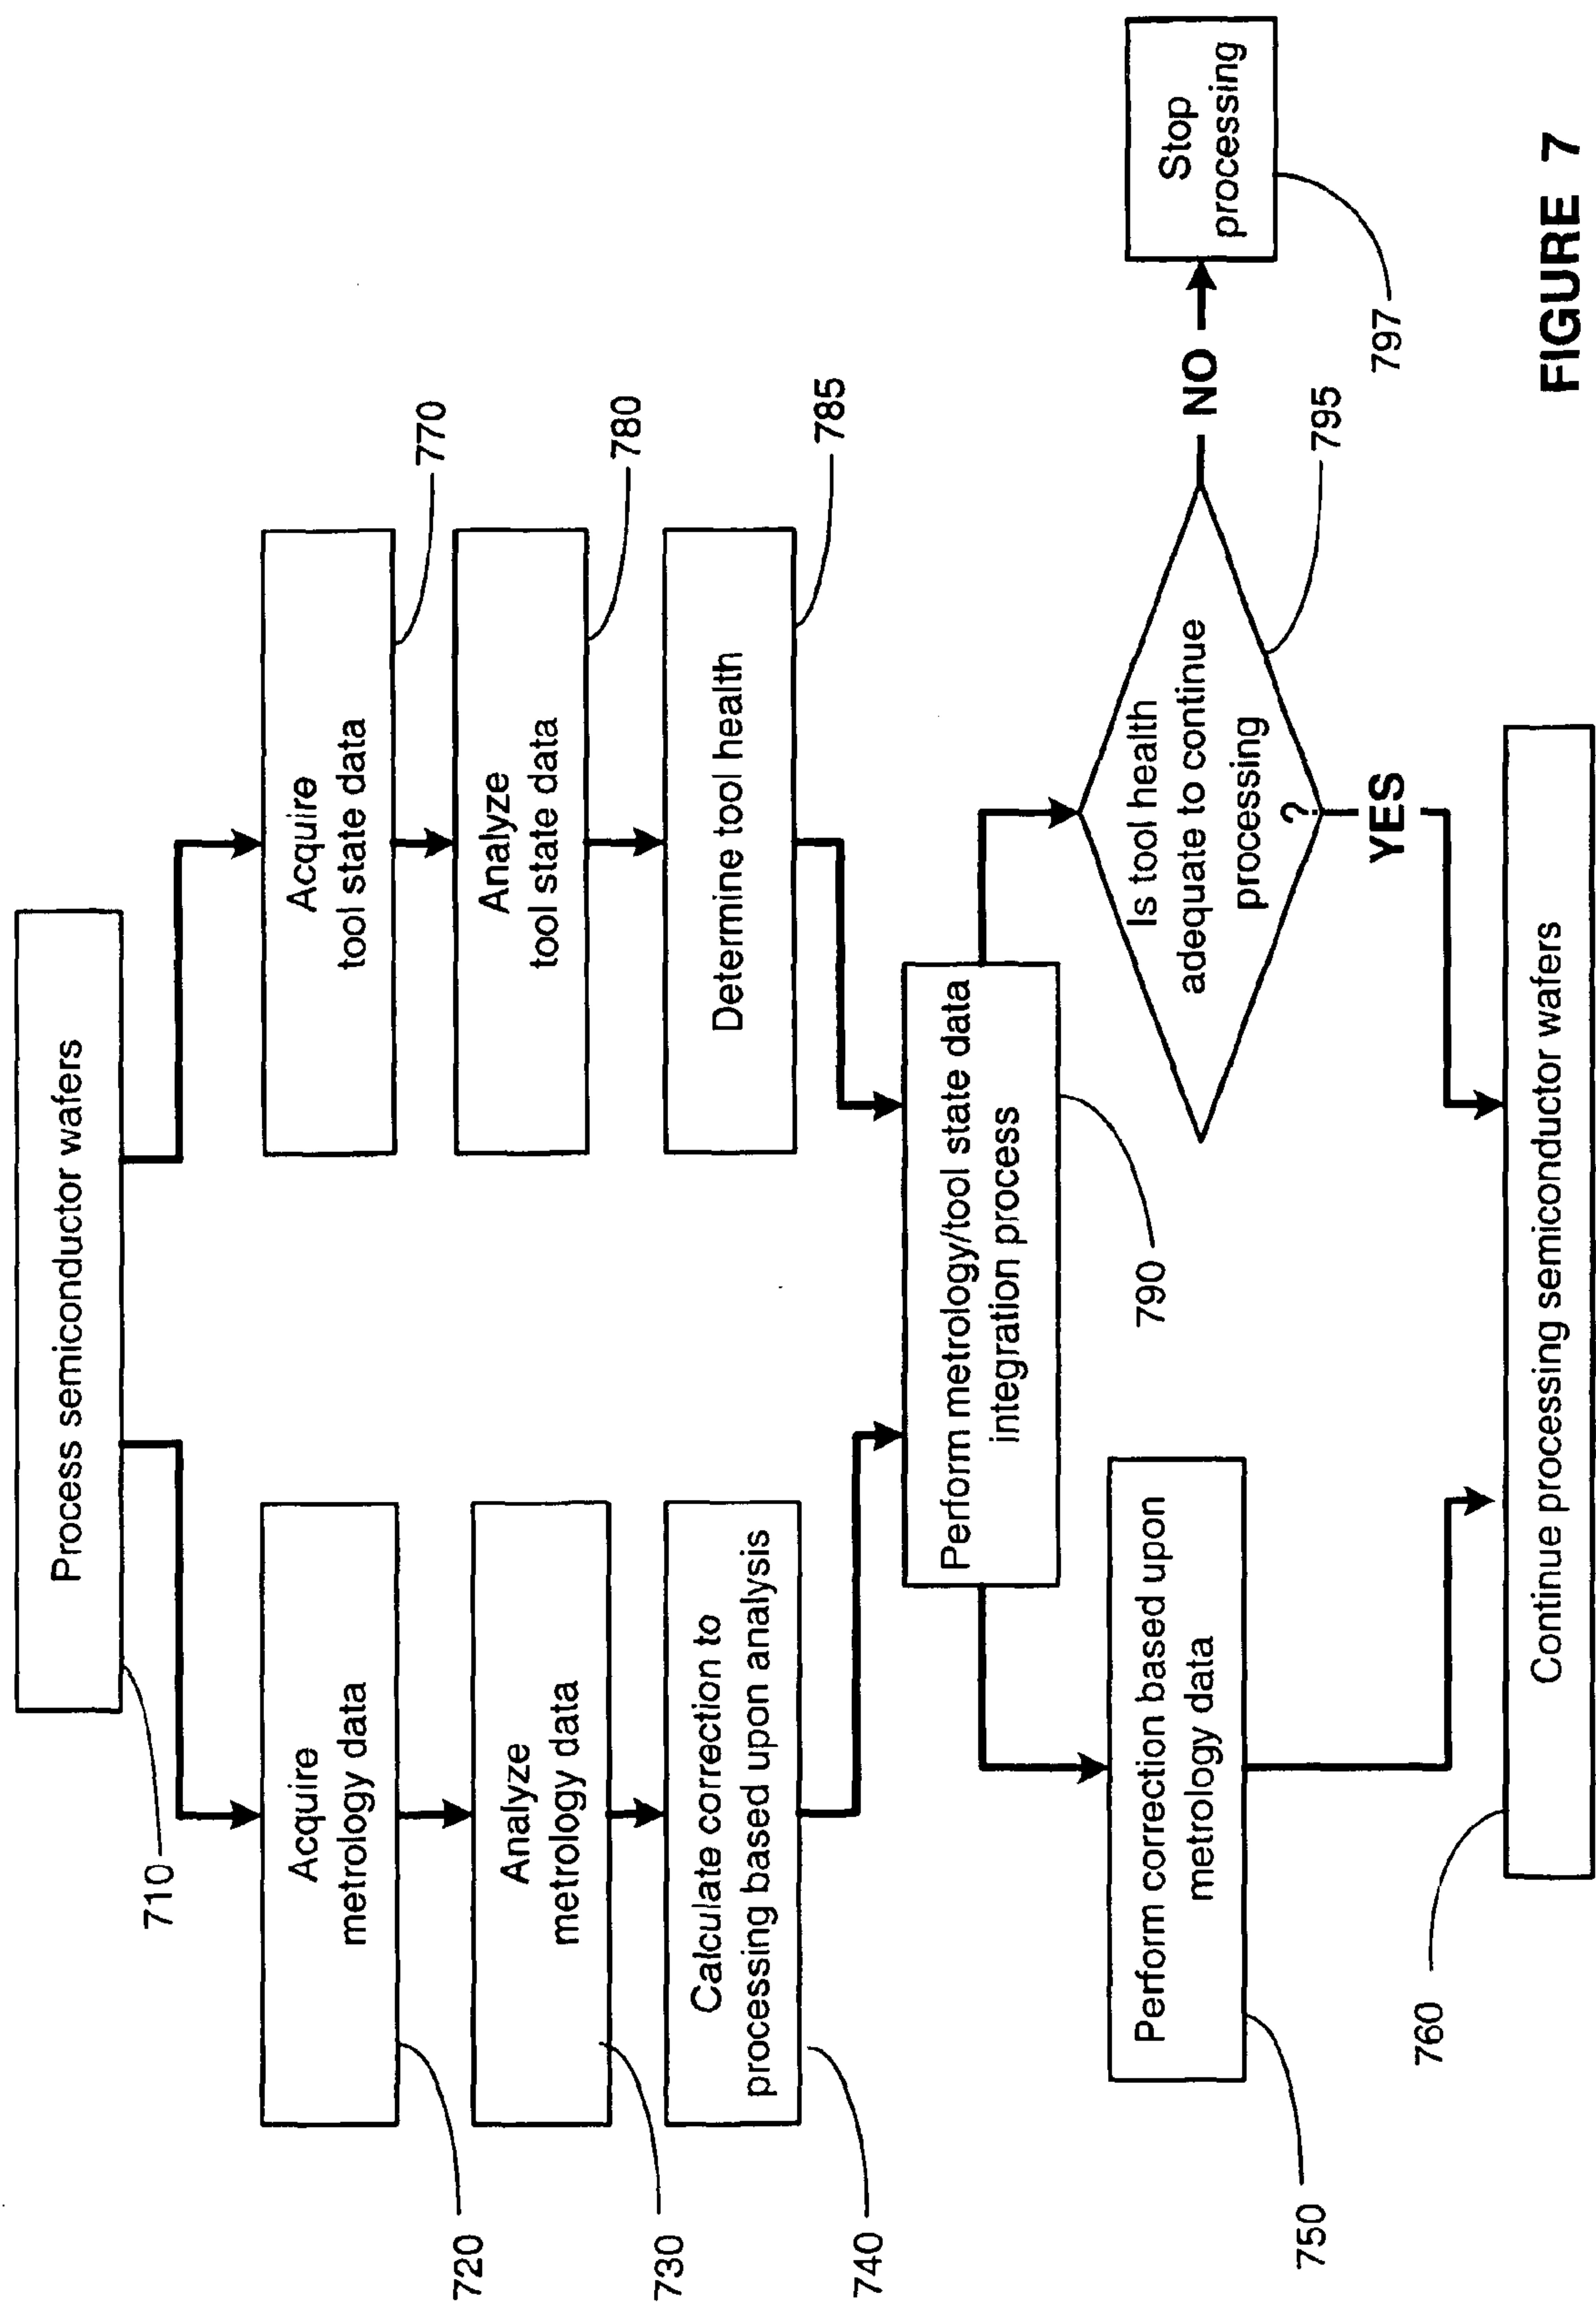 Process semiconductor wafers
710
Acquire
metrology data
720
Analyze
metrology data
730
Calculate correction to
processing based upon analysis
740
Acquire
tool state data
770
Analyze
tool state data
780
Determine tool health
785
Perform metrology/tool state data
integration process
790
Perform correction based upon
metrology data
750
Is tool health
adequate to continue
processing
?
795
NO
Stop
processing
797
YES
Continue processing semiconductor wafers
760
FIGURE 7